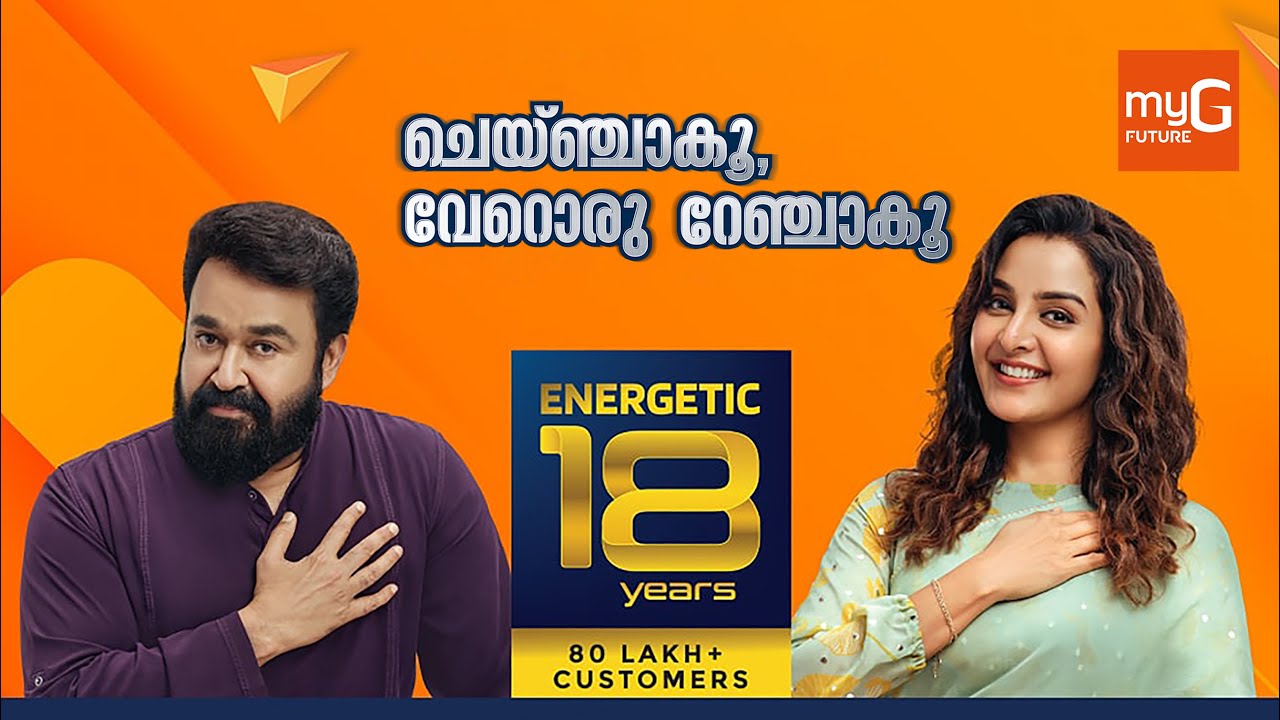 ചെയ്ഞ്ചാകൂ,
വേറൊരു റേഞ്ചാകൂ
myG
FUTURE
ENERGETIC
18
years
80 LAKH+
CUSTOMERS